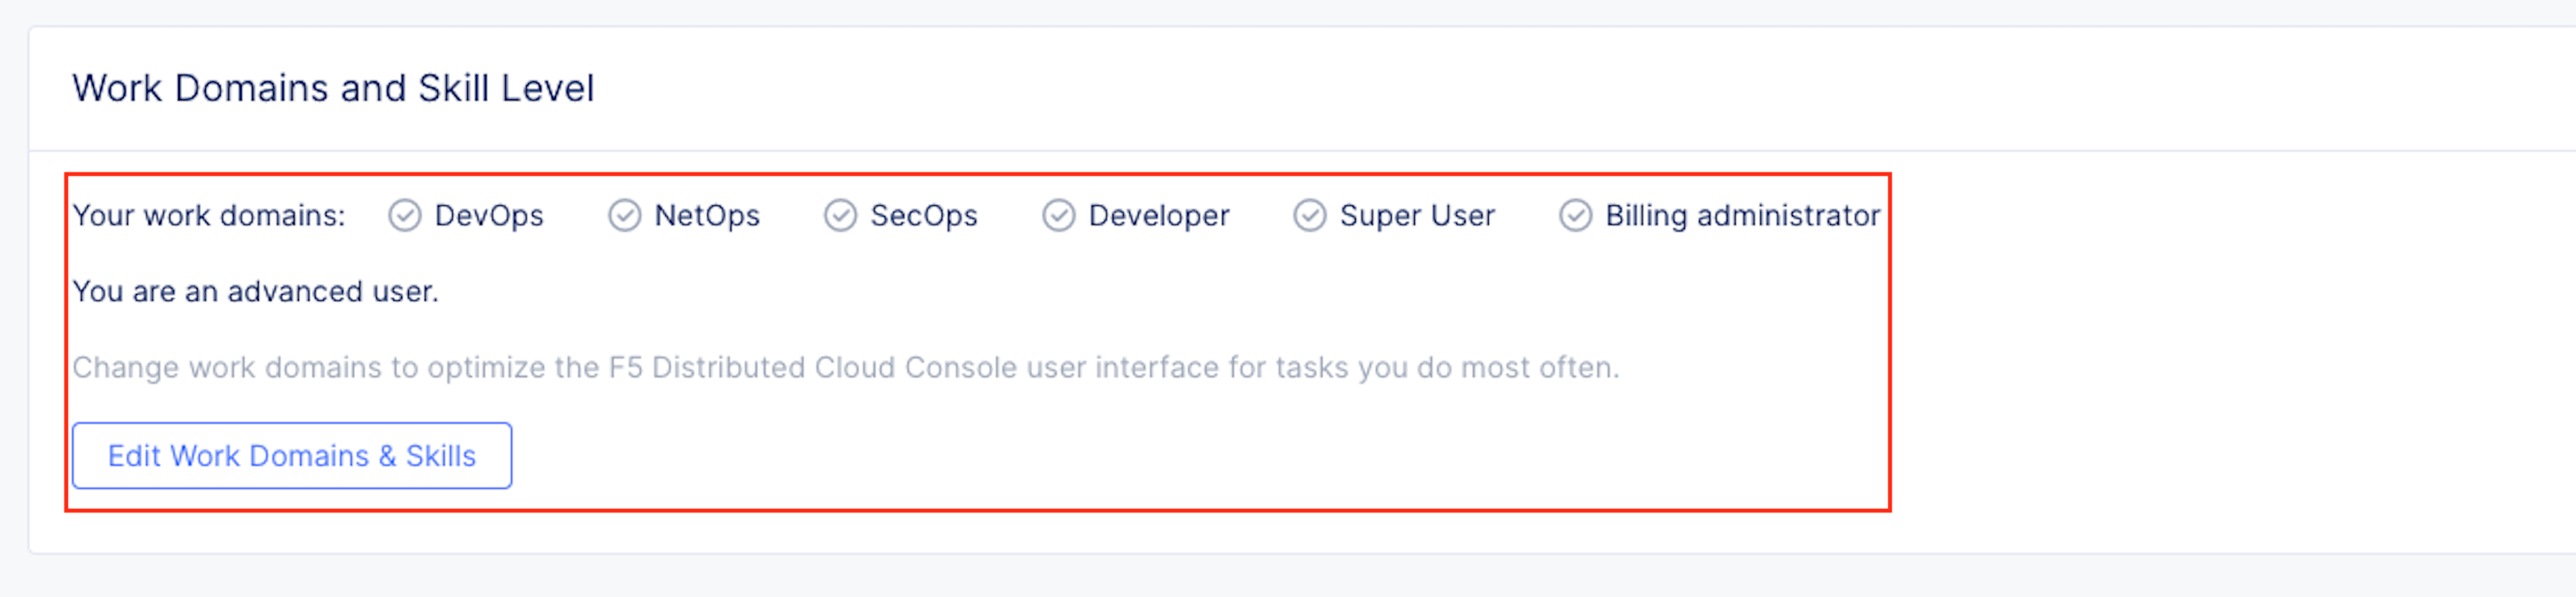 Work Domains and Skill Level
Your work domains: DevOps NetOps SecOps Developer Super User Billing administrator
You are an advanced user.
Change work domains to optimize the F5 Distributed Cloud Console user interface for tasks you do most often.
Edit Work Domains & Skills